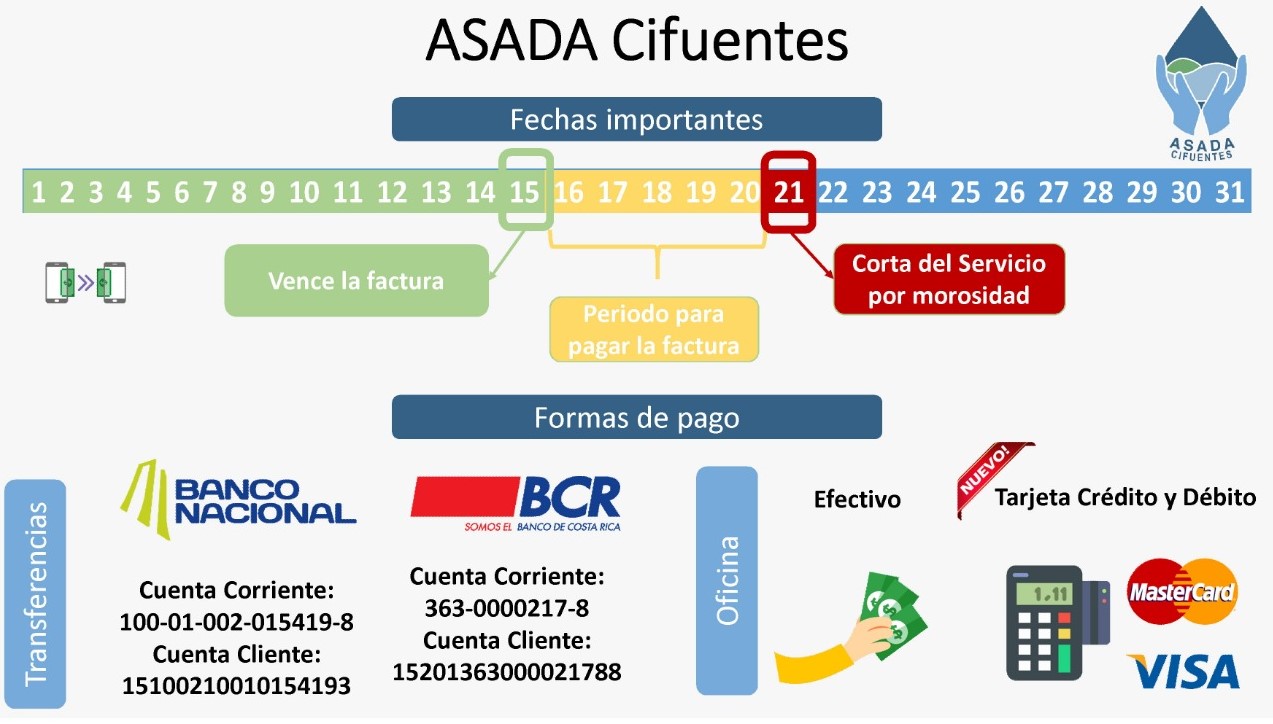 ASADA Cifuentes
ASADA
CIFUENTES
Fechas importantes
1 2 3 4 5 6 7 8 9 10 11 12 13 14 15 16 17 18 19 20 21 22 23 24 25 26 27 28 29 30 31
Vence la factura
Periodo para
pagar la factura
Corta del Servicio
por morosidad
Formas de pago
Transferencias
BANCO
NACIONAL
Cuenta Corriente:
100-01-002-015419-8
Cuenta Cliente:
15100210010154193
BCR
SOMOS EL BANCO DE COSTA RICA
Cuenta Corriente:
363-0000217-8
Cuenta Cliente:
15201363000021788
Oficina
Efectivo
NUEVO!
Tarjeta Crédito y Débito
1,11
MasterCard
VISA